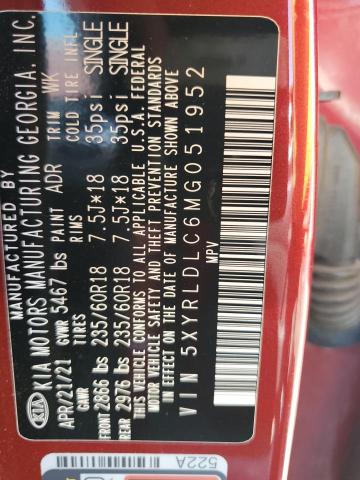 MANUFACTURED BY
KIA KIA MOTORS MANUFACTURING GEORGIA, INC.
APR/21/21 GVWR 5467 lbs PAINT ADR TRIM WK
GAWR TIRES RIMS COLD TIRE INFL
FRONT 2866 lbs 235/60R18 7.5J*18 35psi SINGLE
REAR 2976 lbs 235/60R18 7.5J*18 35psi SINGLE
THIS VEHICLE CONFORMS TO ALL APPLICABLE U.S.A. FEDERAL
MOTOR VEHICLE SAFETY AND THEFT PREVENTION STANDARDS
IN EFFECT ON THE DATE OF MANUFACTURE SHOWN ABOVE
VIN 5XYRLDLC6MG051952
MPV
522A